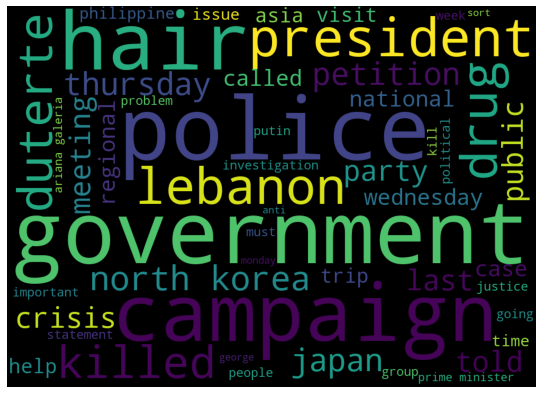 philippine
issue
asia visit
week
sort
hair
president
duterte
thursday
called
petition
drug
problem
national
police
putin
kill
political
public
ariana galeria
meeting
regional
investigation
party
lebanon
wednesday
anti
government
must
monday
north korea
trip
last
case
important
justice
campaign
crisis
going
statement
time
help
killed
george
people
japan
group
told
prime minister